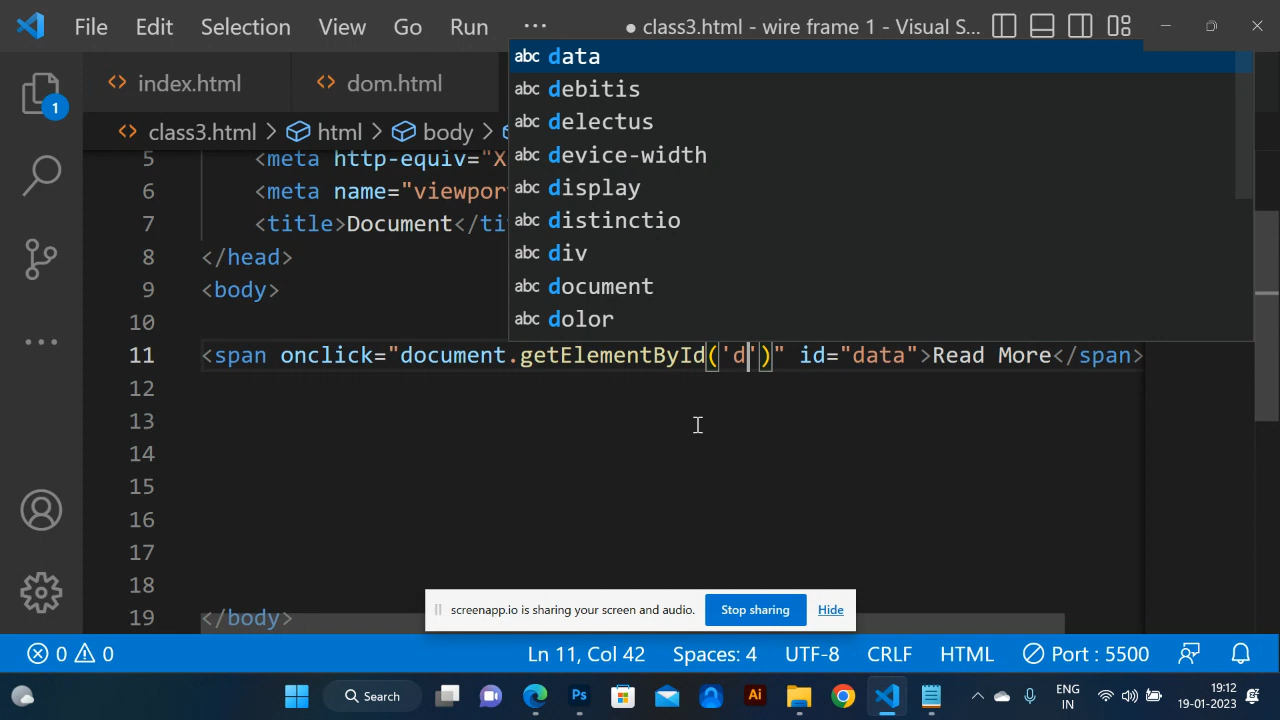 File Edit Selection View Go Run ··· ● class3.html - wire frame 1 - Visual S...
index.html dom.html
class3.html > html > body >
abc data
abc debitis
abc delectus
abc device-width
abc display
abc distinctio
abc div
abc document
abc dolor
1
5 <meta http-equiv="X
6 <meta name="viewpor
7 <title>Document</ti
8 </head>
9 <body>
10
11 <span onclick="document.getElementById('d')" id="data">Read More</span>
12
13
14
15
16
17
18
19 </body>
screenapp.io is sharing your screen and audio. Stop sharing Hide
0 0 Ln 11, Col 42 Spaces: 4 UTF-8 CRLF HTML Port : 5500
Search Ps Ai ENG IN 19:12 19-01-2023